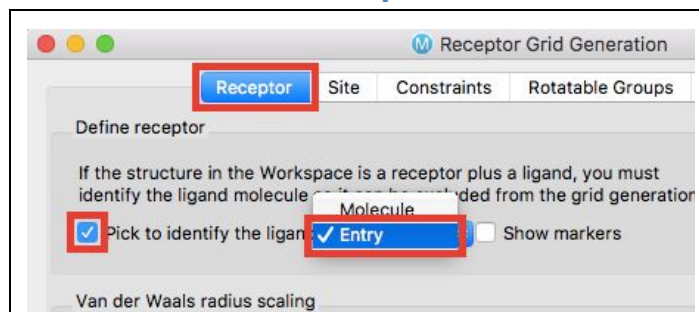 Receptor Grid Generation
Receptor Site Constraints Rotatable Groups
Define receptor
If the structure in the Workspace is a receptor plus a ligand, you must
identify the ligand molecule from the grid generation
Molecule
Pick to identify the ✓ Entry Show markers
Van der Waals radius scaling